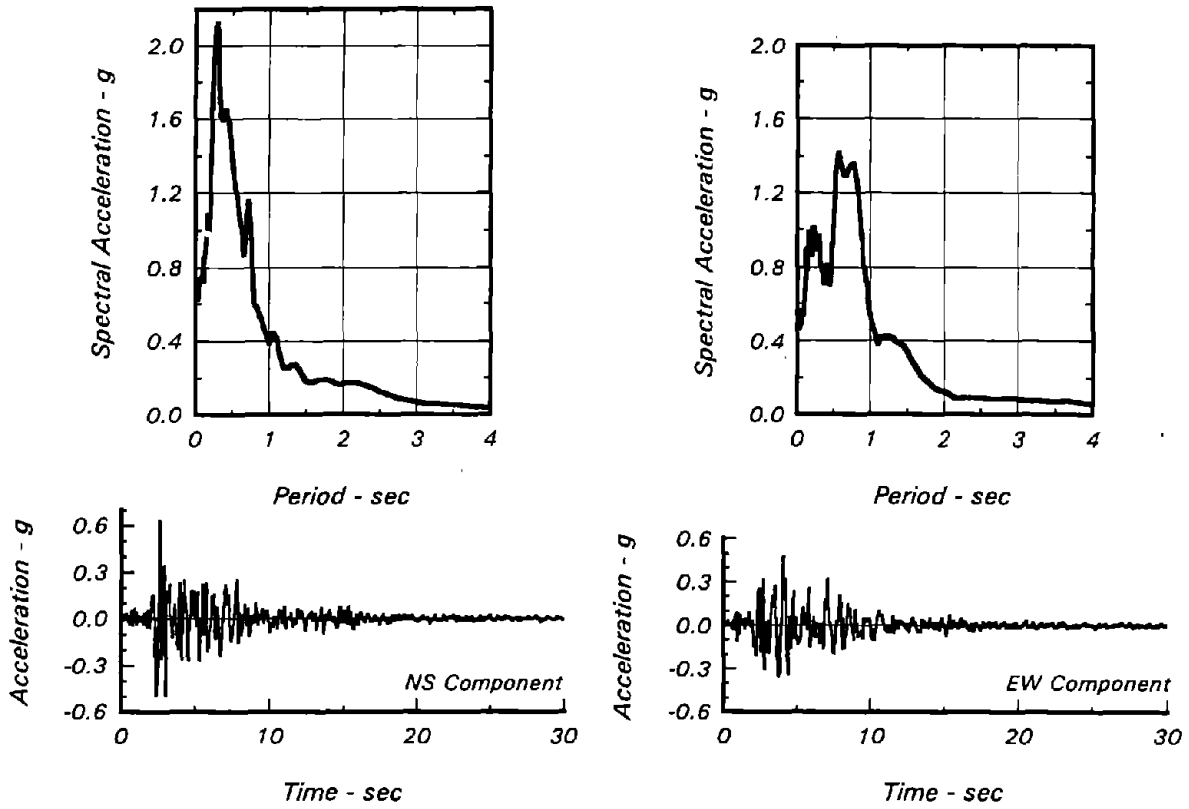 Spectral Acceleration - g
2.0
1.6
1.2
0.8
0.4
0.0
0 1 2 3 4
Period - sec
Spectral Acceleration - g
2.0
1.6
1.2
0.8
0.4
0.0
0 1 2 3 4
Period - sec
Acceleration - g
0.6
0.3
0.0
-0.3
-0.6
NS Component
0 10 20 30
Time - sec
Acceleration - g
0.6
0.3
0.0
-0.3
-0.6
EW Component
0 10 20 30
Time - sec